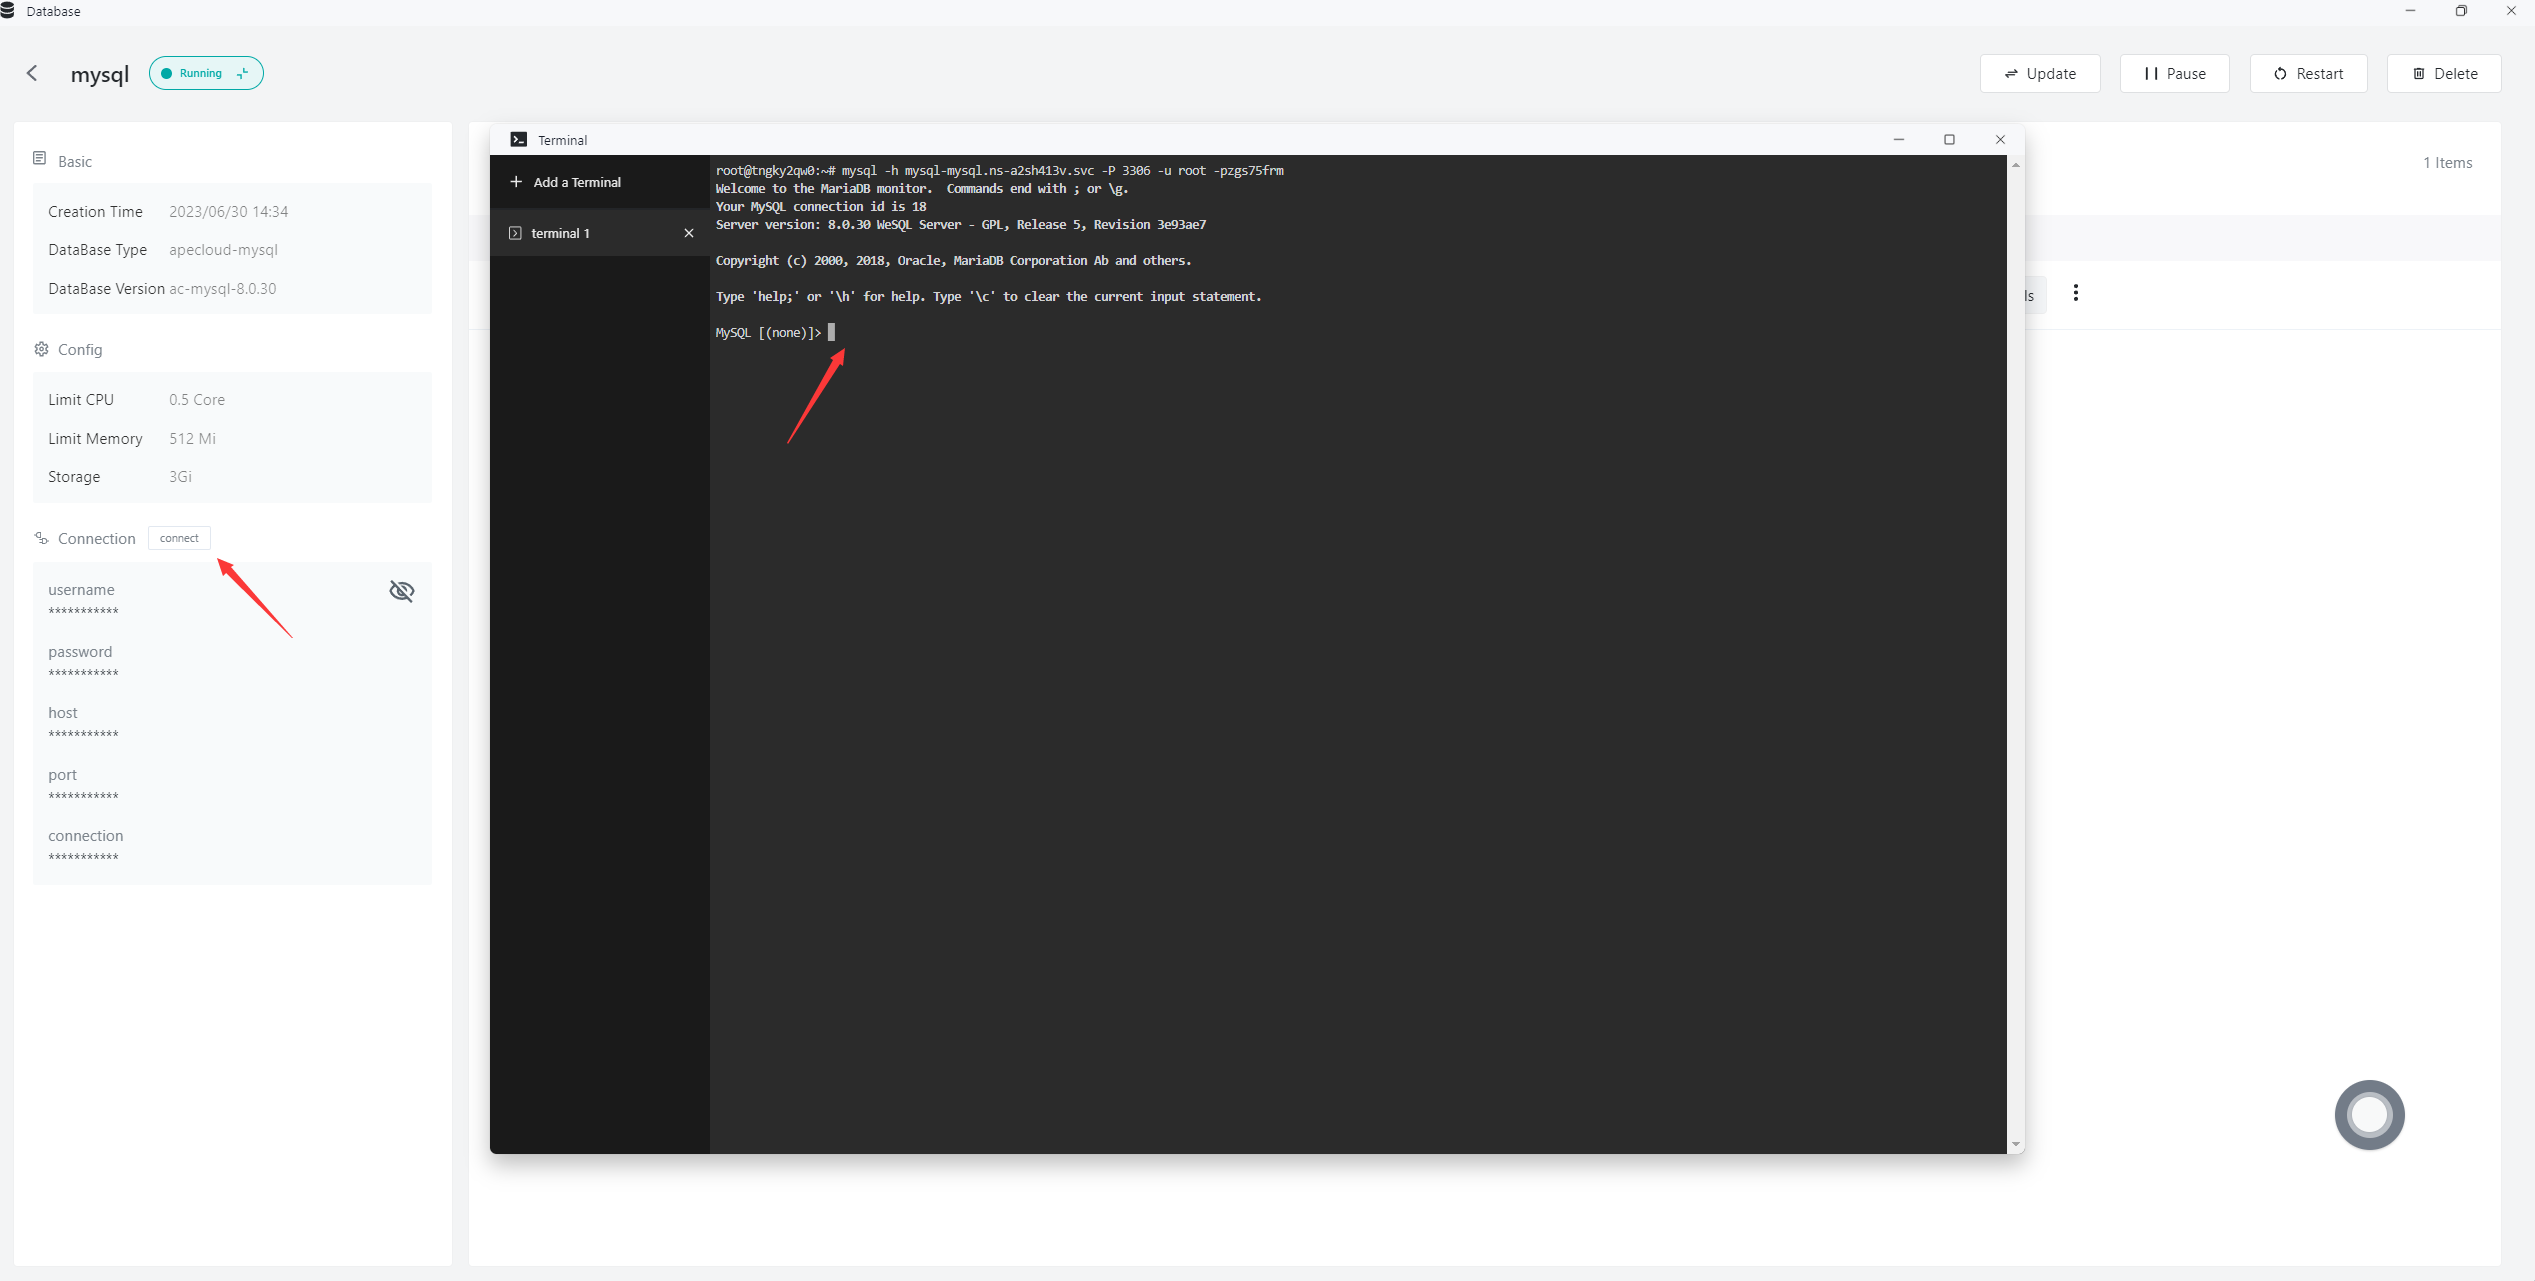 Database
mysql
Running
Update
Pause
Restart
Delete
Basic
Creation Time 2023/06/30 14:34
DataBase Type apecloud-mysql
DataBase Version ac-mysql-8.0.30
Config
Limit CPU 0.5 Core
Limit Memory 512 Mi
Storage 3Gi
Connection connect
username
***********
password
***********
host
***********
port
***********
connection
***********
1 Items
ls
Terminal
Add a Terminal
terminal 1
root@tngky2qw0:~# mysql -h mysql-mysql.ns-a2sh413v.svc -P 3306 -u root -pzgs75frm
Welcome to the MariaDB monitor.  Commands end with ; or \g.
Your MySQL connection id is 18
Server version: 8.0.30 WeSQL Server - GPL, Release 5, Revision 3e93ae7
Copyright (c) 2000, 2018, Oracle, MariaDB Corporation Ab and others.
Type 'help;' or '\h' for help. Type '\c' to clear the current input statement.
MySQL [(none)]>